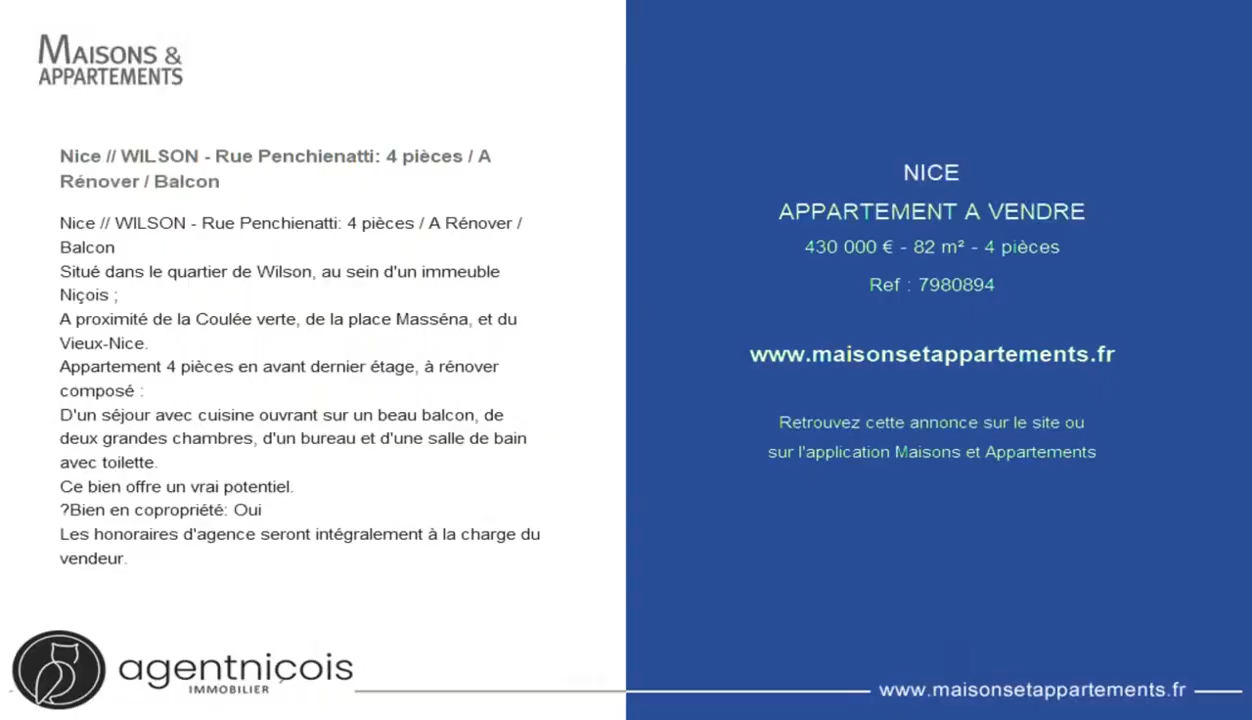 MAISONS &
APPARTEMENTS
Nice // WILSON - Rue Penchienatti: 4 pièces / A
Rénover / Balcon
Nice // WILSON - Rue Penchienatti: 4 pièces / A Rénover /
Balcon
Situé dans le quartier de Wilson, au sein d'un immeuble
Niçois ;
A proximité de la Coulée verte, de la place Masséna, et du
Vieux-Nice.
Appartement 4 pièces en avant dernier étage, à rénover
composé :
D'un séjour avec cuisine ouvrant sur un beau balcon, de
deux grandes chambres, d'un bureau et d'une salle de bain
avec toilette.
Ce bien offre un vrai potentiel.
?Bien en copropriété: Oui
Les honoraires d'agence seront intégralement à la charge du
vendeur.
agentniçois
IMMOBILIER
NICE
APPARTEMENT A VENDRE
430 000 € - 82 m² - 4 pièces
Ref : 7980894
www.maisonsetappartements.fr
Retrouvez cette annonce sur le site ou
sur l'application Maisons et Appartements
www.maisonsetappartements.fr